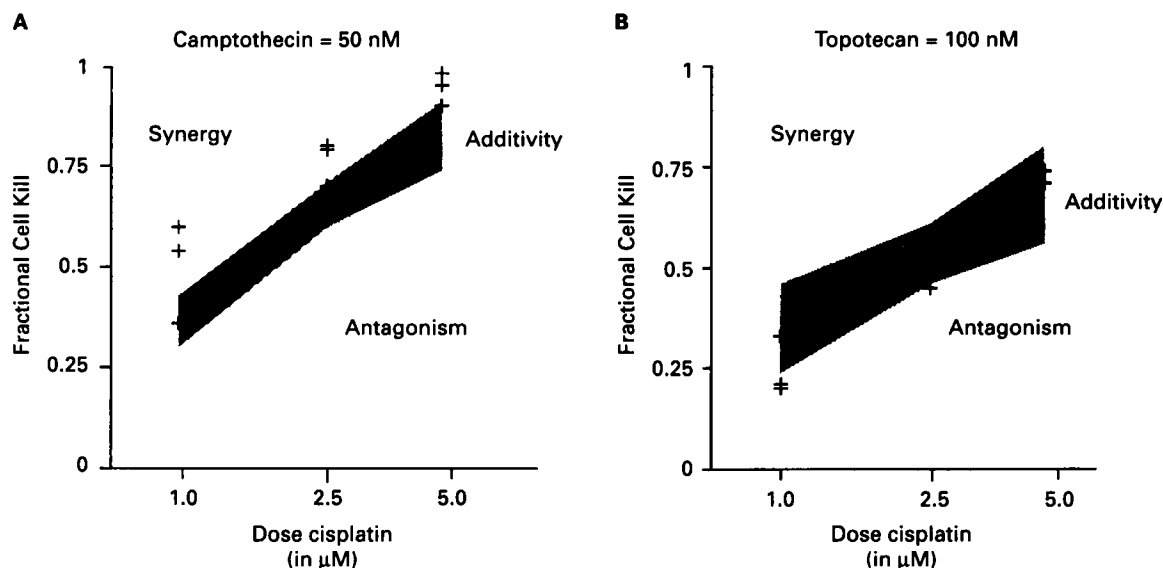 A
Camptothecin = 50 nM
Fractional Cell Kill
1
0.75
0.5
0.25
0
Synergy
Additivity
Antagonism
1.0
2.5
5.0
Dose cisplatin
(in µM)
B
Topotecan = 100 nM
Fractional Cell Kill
1
0.75
0.5
0.25
0
Synergy
Additivity
Antagonism
1.0
2.5
5.0
Dose cisplatin
(in µM)